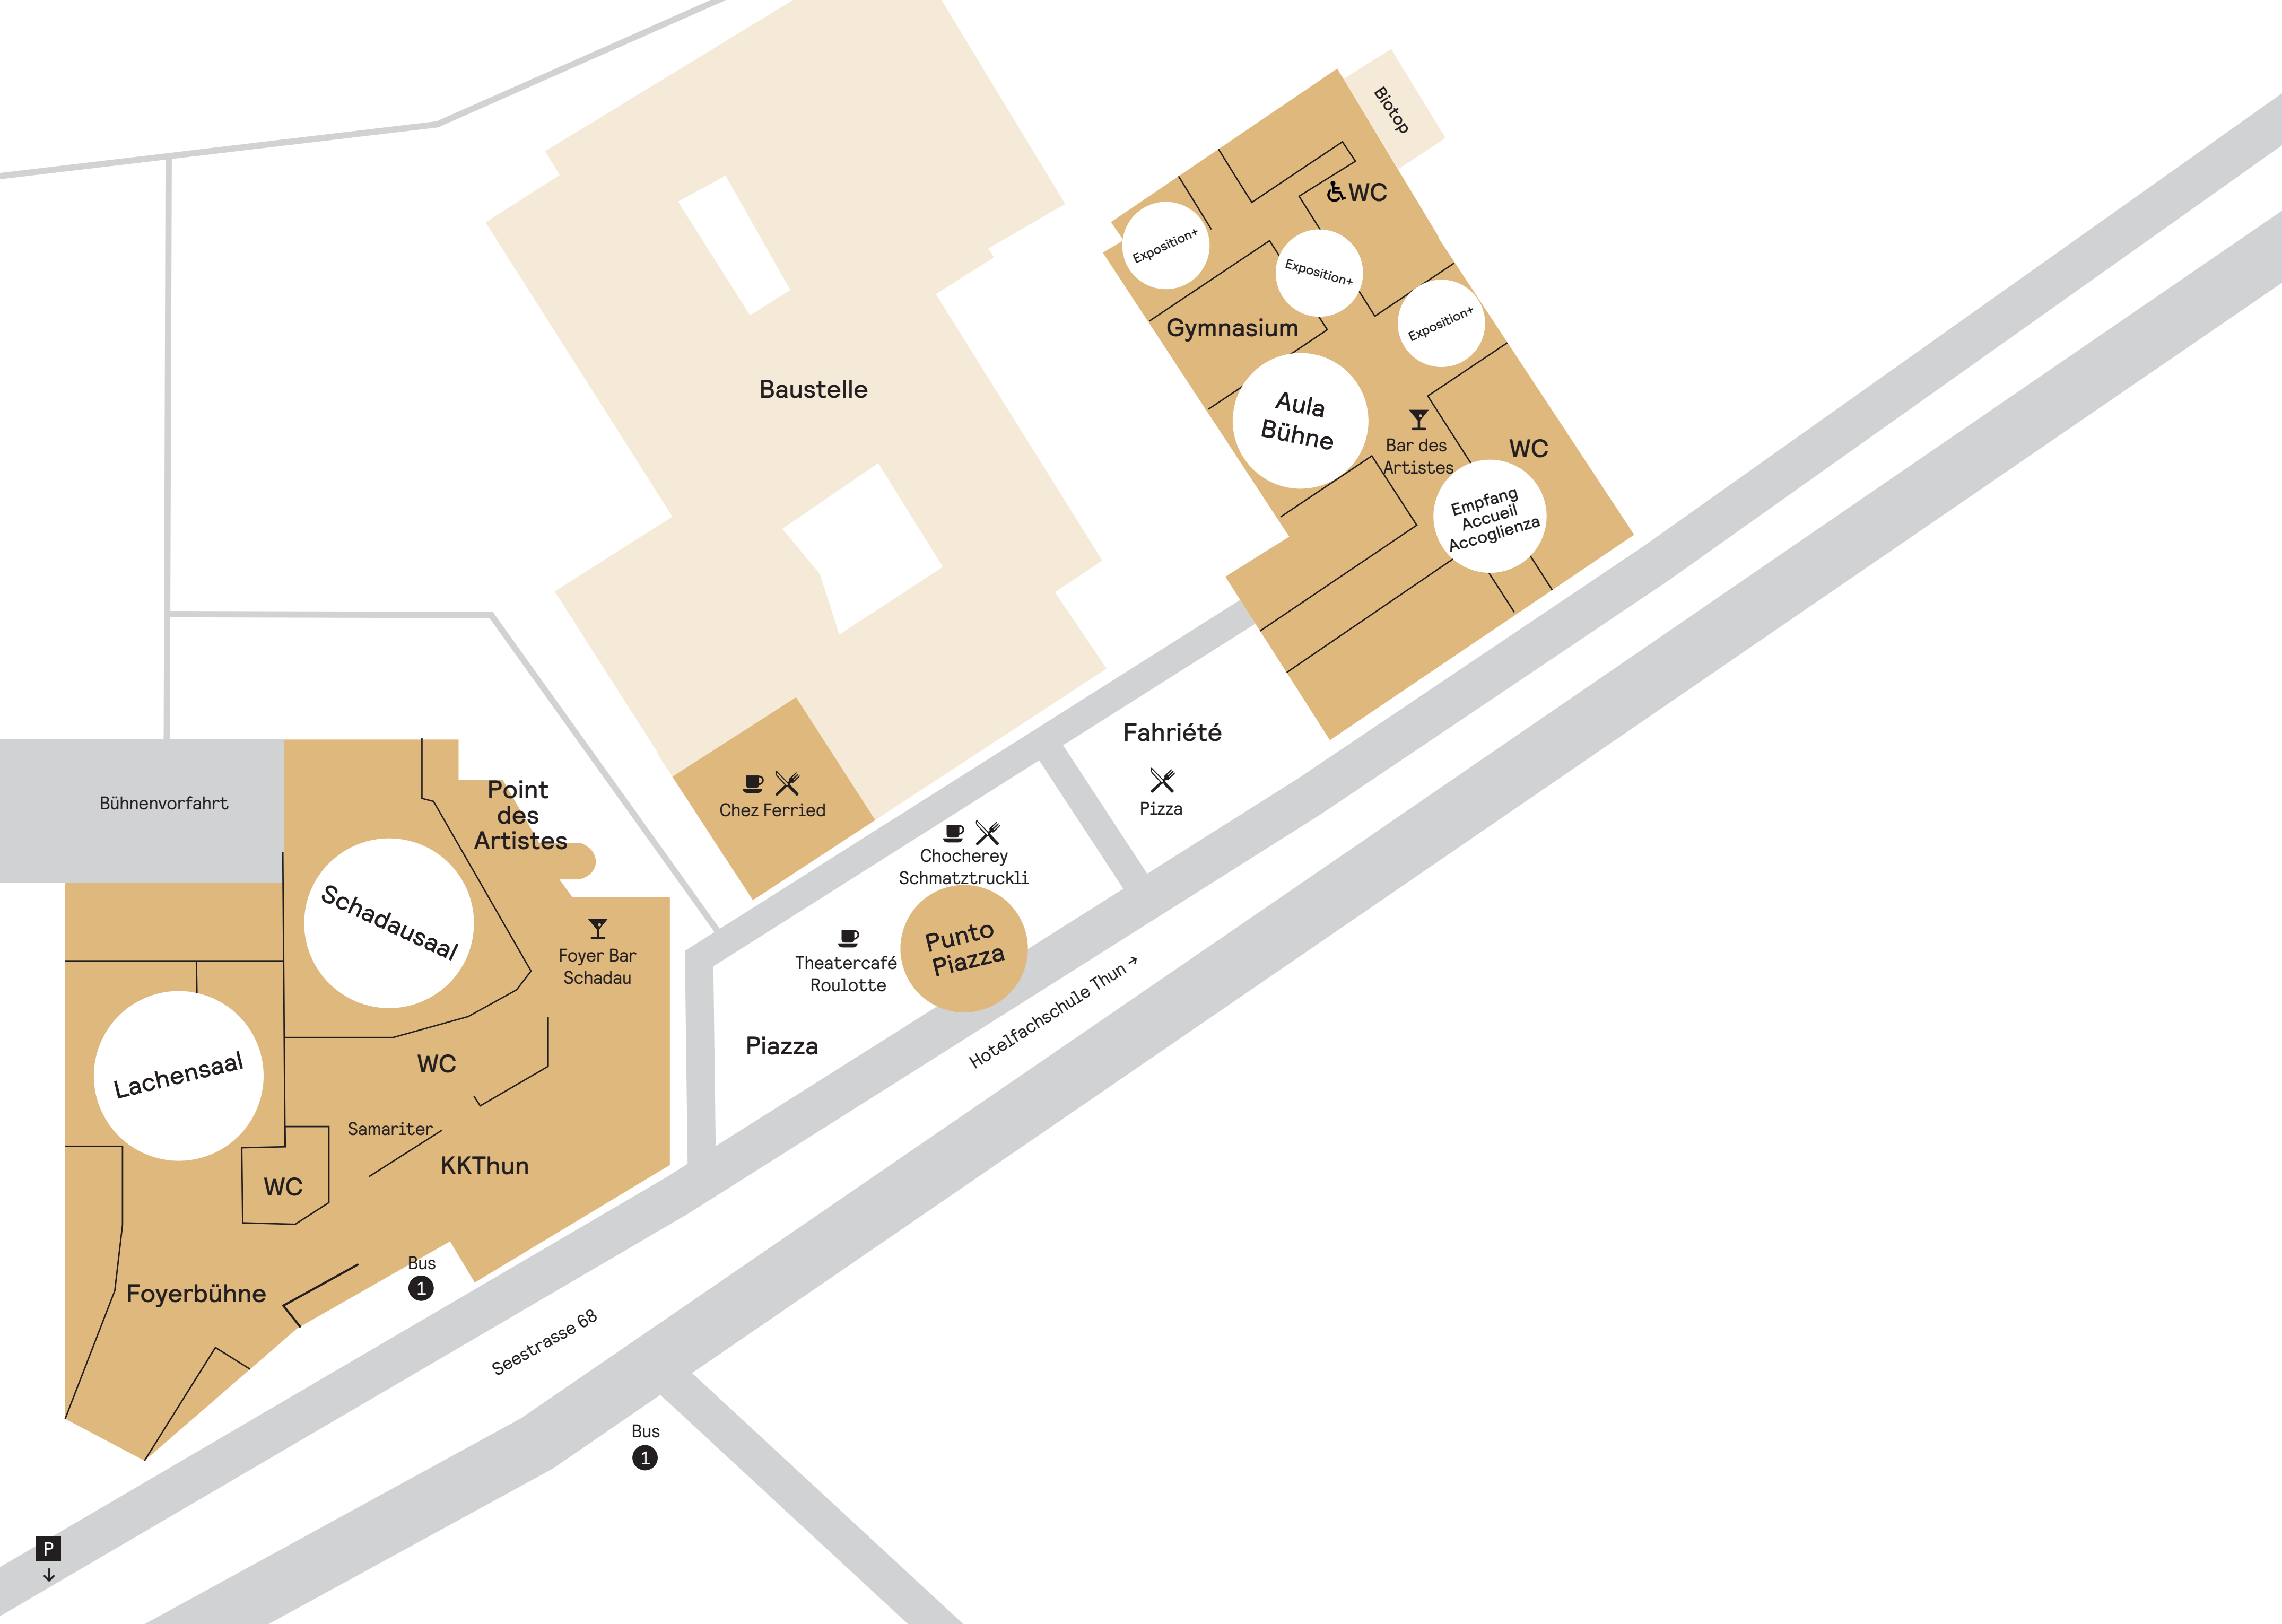 Biotop
WC
Exposition+
Exposition+
Exposition+
Gymnasium
Baustelle
Aula
Bühne
Bar des
Artistes
WC
Empfang
Accueil
Accoglienza
Fahriété
Pizza
Chez Ferried
Point
des
Artistes
Bühnenvorfahrt
Chocherey
Schmatztruckli
Schadausaal
Punto
Piazza
Foyer Bar
Schadau
Theatercafé
Roulotte
Hotelfachschule Thun →
Piazza
Lachensaal
WC
Samariter
KKThun
WC
Foyerbühne
Bus
1
Seestrasse 68
Bus
1
P
↓